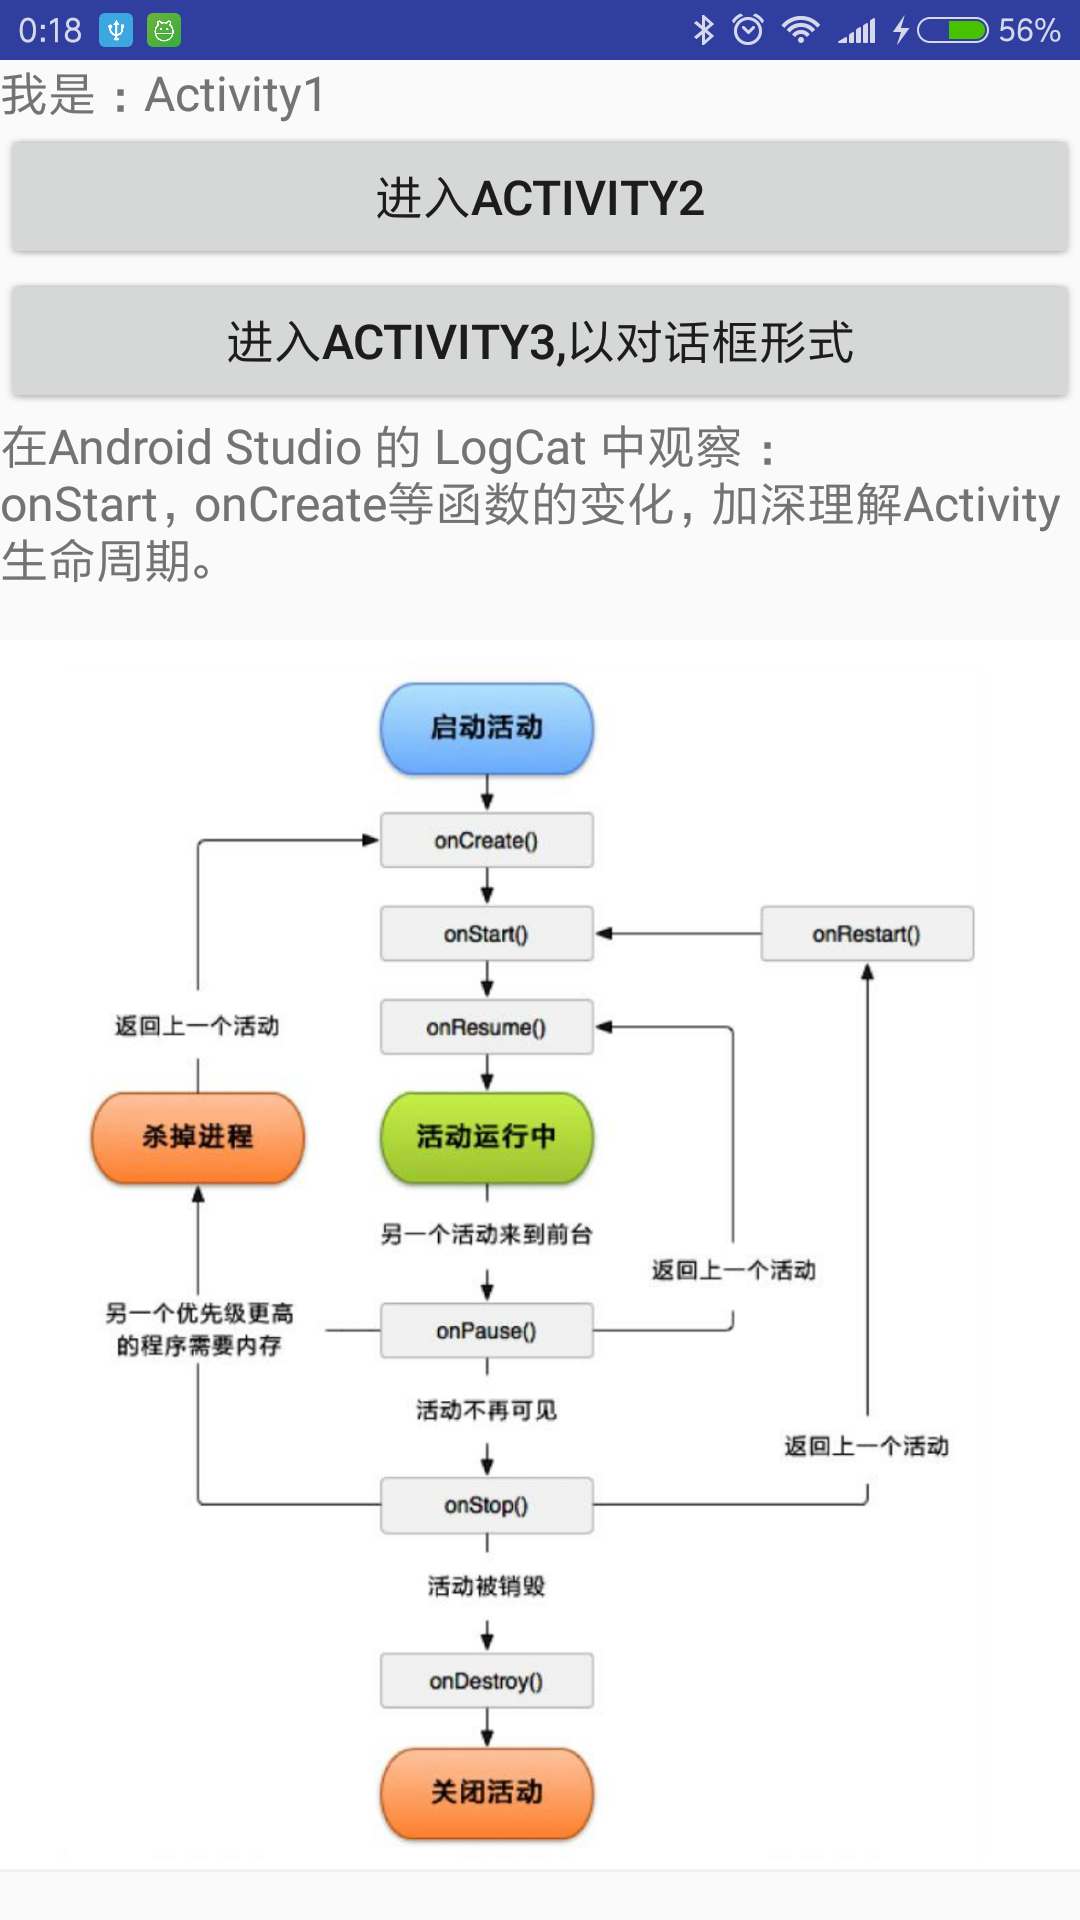 0:18
56%
我是：Activity1
进入ACTIVITY2
进入ACTIVITY3,以对话框形式
在Android Studio 的 LogCat 中观察：
onStart，onCreate等函数的变化，加深理解Activity
生命周期。
启动活动
onCreate()
onStart()
onRestart()
返回上一个活动
onResume()
杀掉进程
活动运行中
另一个活动来到前台
返回上一个活动
另一个优先级更高
的程序需要内存
onPause()
活动不再可见
返回上一个活动
onStop()
活动被销毁
onDestroy()
关闭活动